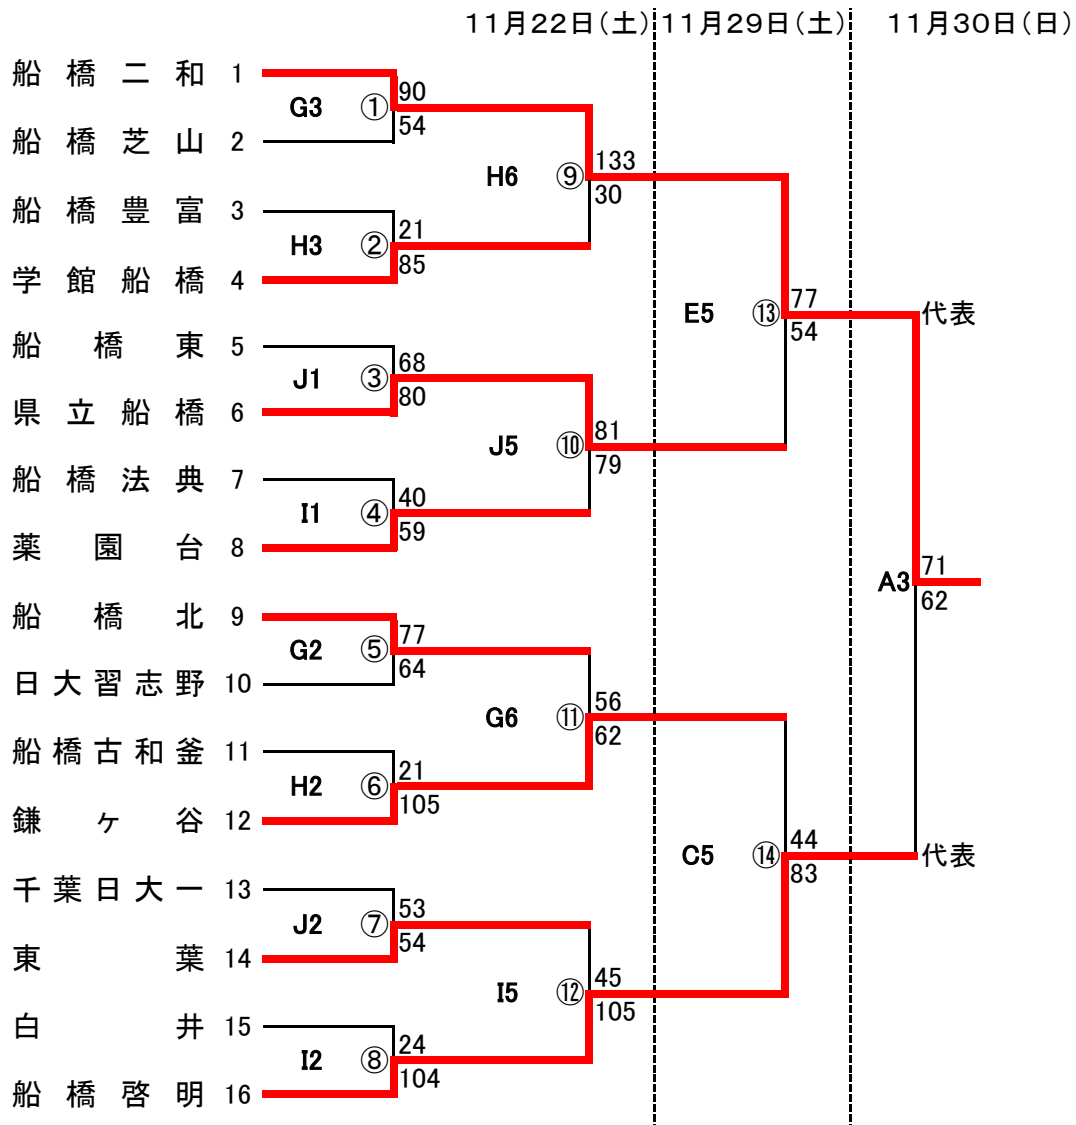 11月22日(土) 11月29日(土) 11月30日(日)
船橋二和 1
90
G3 ①
54
船橋芝山 2
133
H6 ⑨
30
船橋豊富 3
21
H3 ②
85
学館船橋 4
77 代表
E5 ⑬
54
船橋東 5
68
J1 ③
80
県立船橋 6
81
J5 ⑩
79
船橋法典 7
40
I1 ④
59
薬園台 8
71
A3
62
船橋北 9
77
G2 ⑤
64
日大習志野 10
56
G6 ⑪
62
船橋古和釜 11
21
H2 ⑥
105
鎌ヶ谷 12
44
C5 ⑭ 代表
83
千葉日大一 13
53
J2 ⑦
54
東葉 14
45
I5 ⑫
105
白井 15
24
I2 ⑧
104
船橋啓明 16